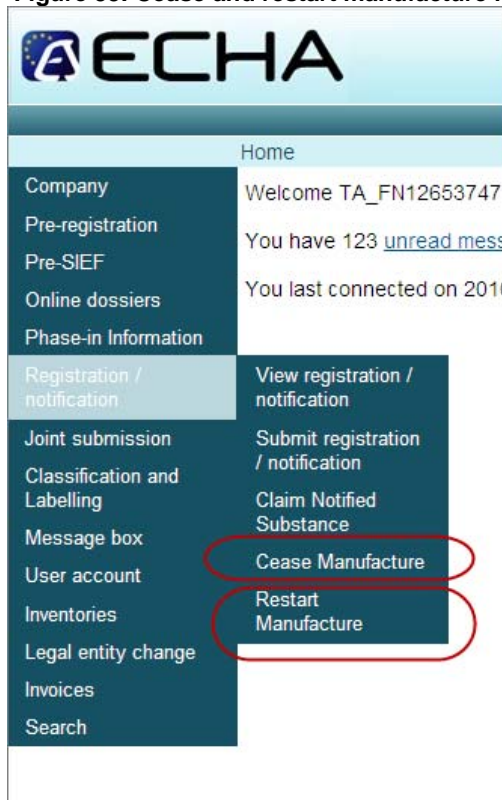 ECHA
Home
Welcome TA_FN12653747
You have 123 unread
You last connected on
Company
Pre-registration
Pre-SIEF
Online dossiers
Phase-in Information
Registration /
notification
Joint submission
Classification and
Labelling
Message box
User account
Inventories
Legal entity change
Invoices
Search
View registration /
notification
Submit registration
/ notification
Claim Notified
Substance
Cease Manufacture
Restart
Manufacture